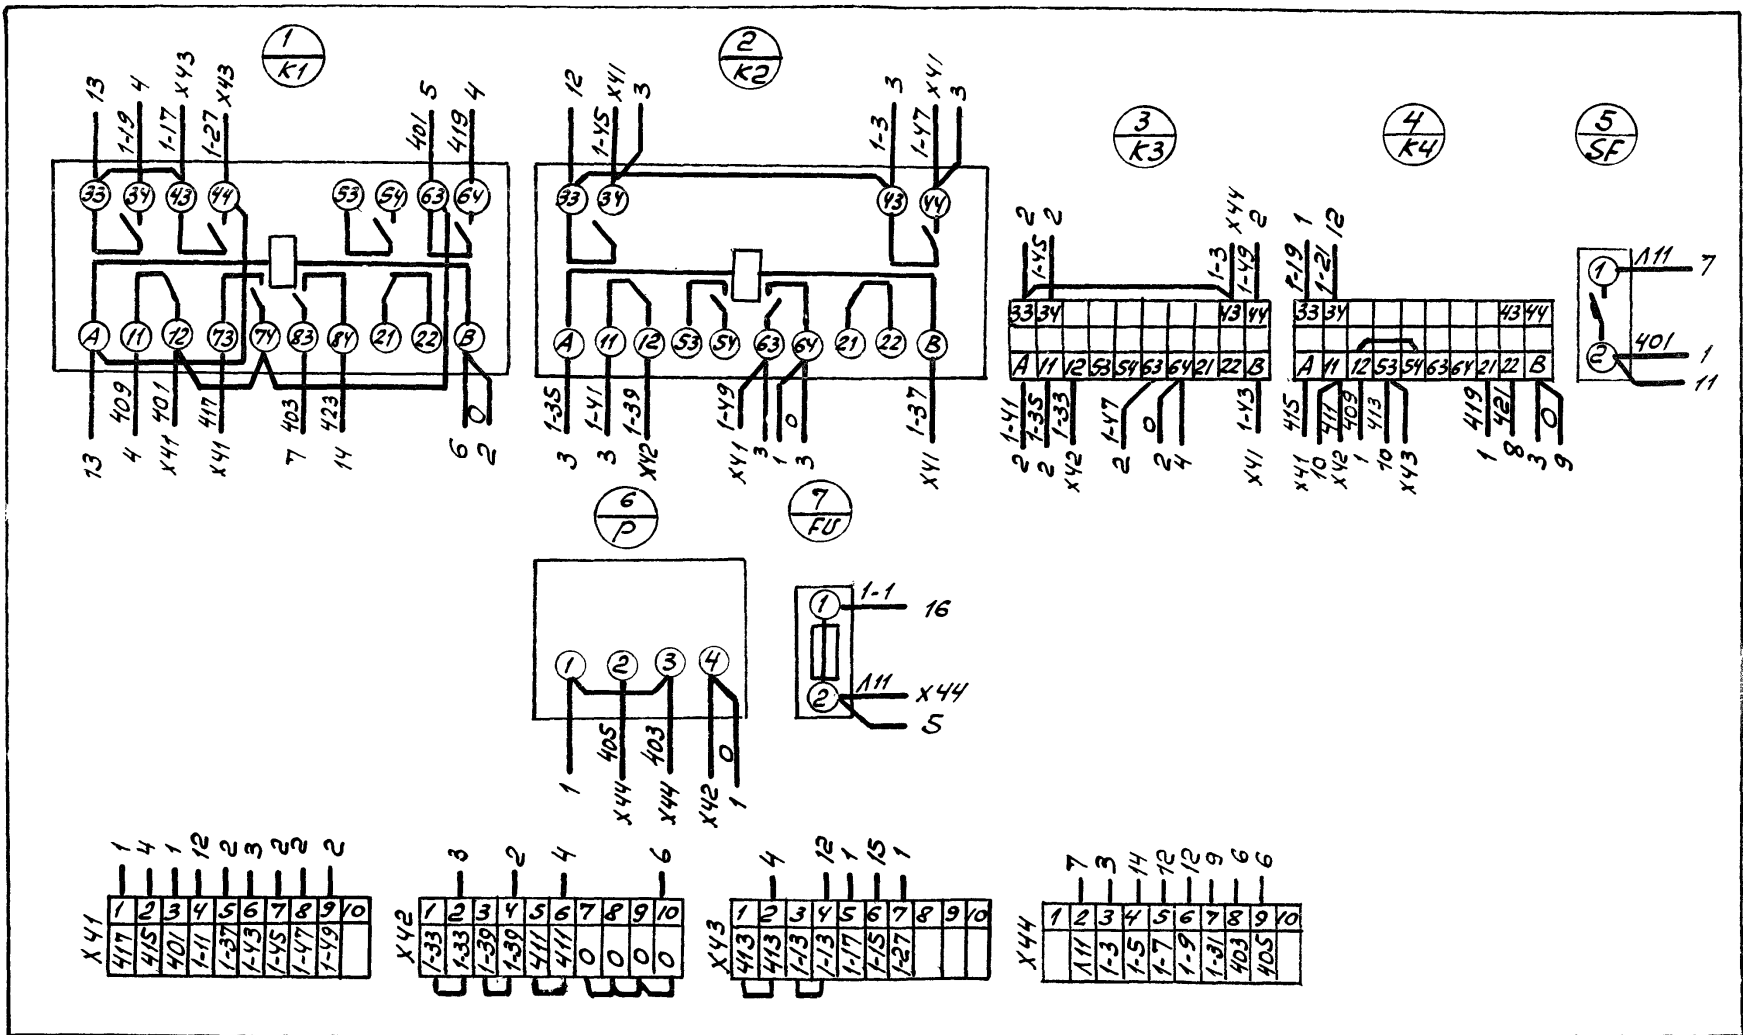 1
K1
2
K2
3
K3
4
K4
5
SF
13 4 X43 X43 5 4
1-19 1-17 1-27 401 419
33 34 43 44 53 54 63 64
A 11 12 73 74 83 84 21 22 B
409 401 417 403 423 0
13 4 X41 X41 7 14 6 2
12 X41 3 3 X41 3
1-45 1-3 1-47
33 34 43 44
A 11 12 53 54 63 64 21 22 B
1-35 1-41 1-39 1-49 0 1-37
3 3 X42 X41 3 1 3 X41
2 2 X44 2
1-45 1-3 1-49
33 34 43 44
A 11 12 53 54 63 64 21 22 B
1-41 1-35 1-33 1-47 0 1-43
2 2 X42 2 2 4 X41
1 12
1-19 1-21
33 34 43 44
A 11 12 53 54 63 64 21 22 B
415 411 409 413 419 421 0
X41 10 X42 1 10 X43 1 8 3 9
1 Л11 7
2 401 1
11
6
P
7
FU
1 2 3 4
405 403 0
1 X44 X44 X42 1
1 1-1 16
2 Л11 X44
5
1 4 1 12 2 3 2 2 2
X41 1 2 3 4 5 6 7 8 9 10
417 415 401 1-11 1-37 1-43 1-45 1-47 1-49
3 2 4 6
X42 1 2 3 4 5 6 7 8 9 10
1-33 1-33 1-39 1-39 411 411 0 0 0 0
4 12 1 15 1
X43 1 2 3 4 5 6 7 8 9 10
413 413 1-13 1-13 1-17 1-15 1-27
7 3 14 12 12 9 6 6
X44 1 2 3 4 5 6 7 8 9 10
Л11 1-3 1-5 1-7 1-9 1-31 403 405